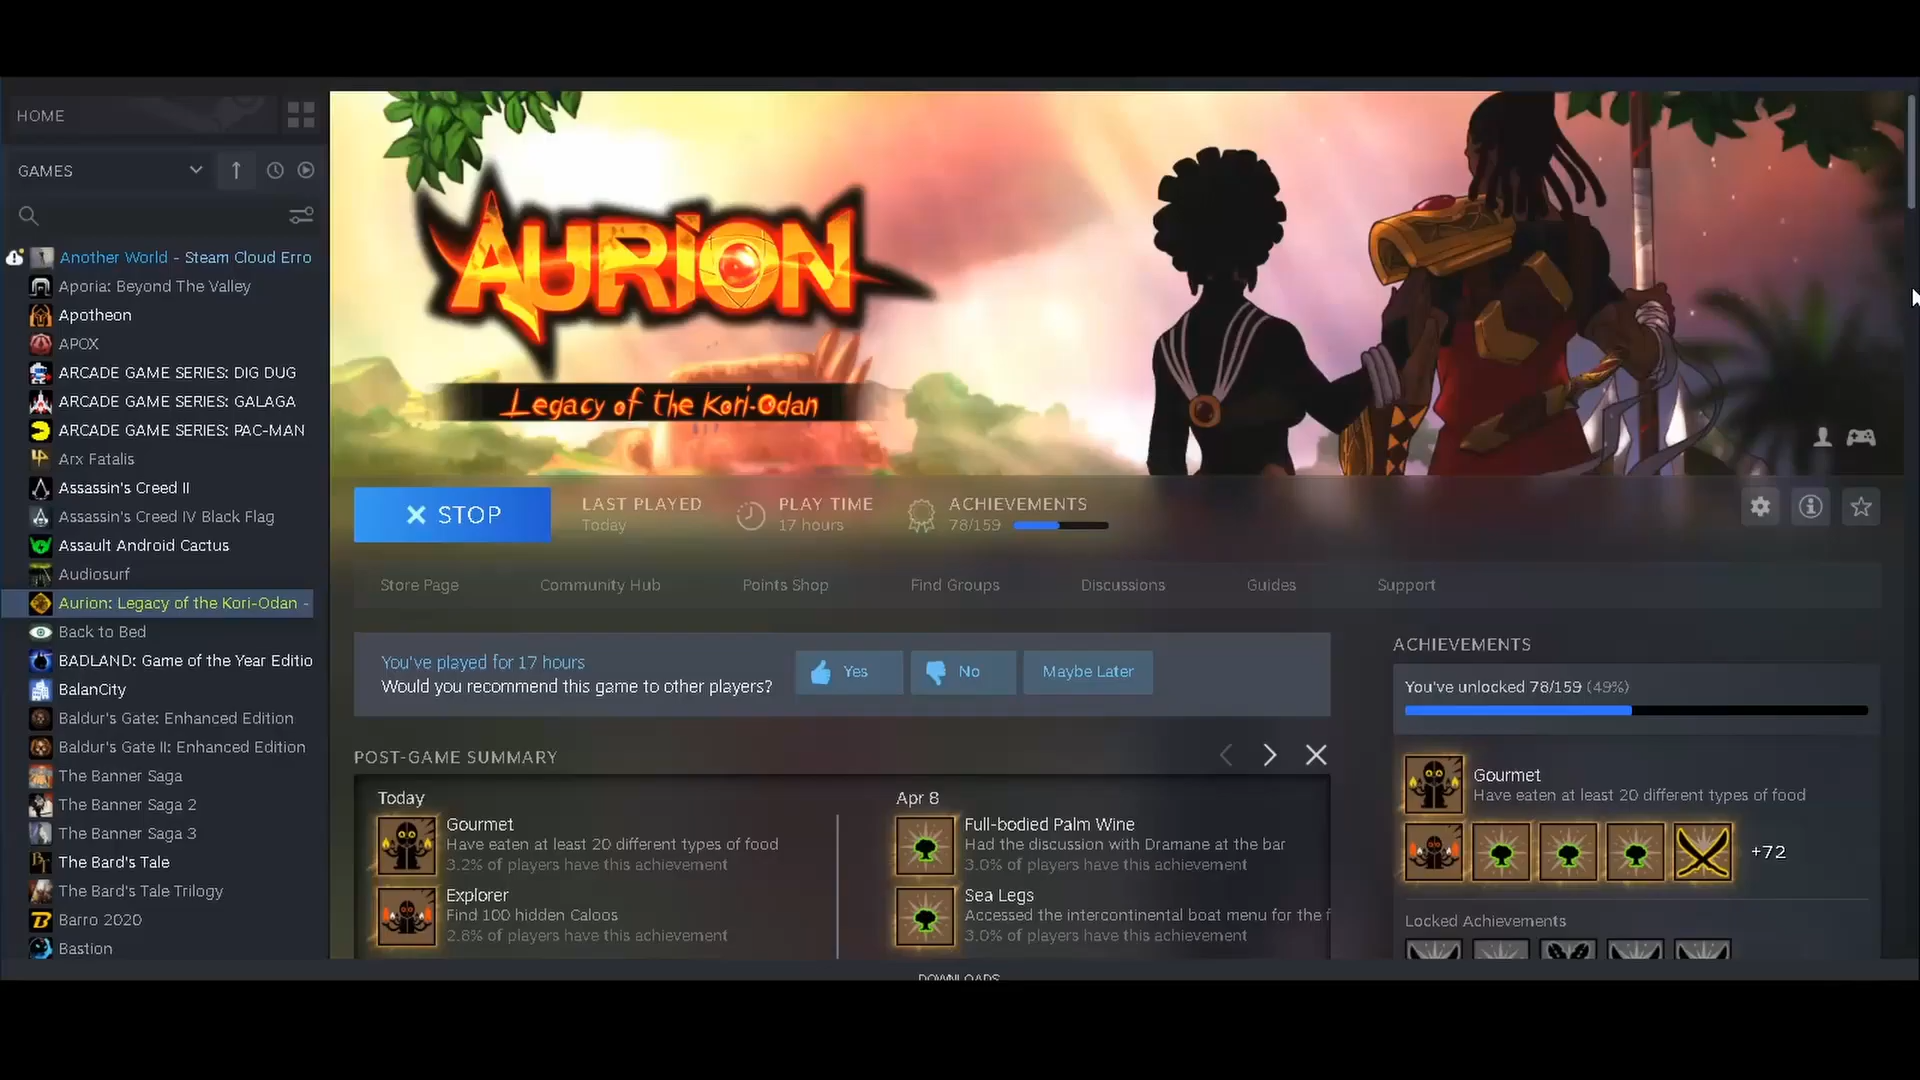 HOME
GAMES
Another World - Steam Cloud Erro
Aporia: Beyond The Valley
Apotheon
APOX
ARCADE GAME SERIES: DIG DUG
ARCADE GAME SERIES: GALAGA
ARCADE GAME SERIES: PAC-MAN
Arx Fatalis
Assassin's Creed II
Assassin's Creed IV Black Flag
Assault Android Cactus
Audiosurf
Aurion: Legacy of the Kori-Odan -
Back to Bed
BADLAND: Game of the Year Editio
BalanCity
Baldur's Gate: Enhanced Edition
Baldur's Gate II: Enhanced Edition
The Banner Saga
The Banner Saga 2
The Banner Saga 3
The Bard's Tale
The Bard's Tale Trilogy
Barro 2020
Bastion
AURION
Legacy of the Kori-Odan
STOP
LAST PLAYED
Today
PLAY TIME
17 hours
ACHIEVEMENTS
78/159
Store Page
Community Hub
Points Shop
Find Groups
Discussions
Guides
Support
You've played for 17 hours
Would you recommend this game to other players?
Yes
No
Maybe Later
POST-GAME SUMMARY
Today
Gourmet
Have eaten at least 20 different types of food
3.2% of players have this achievement
Explorer
Find 100 hidden Caloos
2.8% of players have this achievement
Apr 8
Full-bodied Palm Wine
Had the discussion with Dramane at the bar
3.0% of players have this achievement
Sea Legs
Accessed the intercontinental boat menu for the f
3.0% of players have this achievement
ACHIEVEMENTS
You've unlocked 78/159 (49%)
Gourmet
Have eaten at least 20 different types of food
+72
Locked Achievements
DOWNLOADS